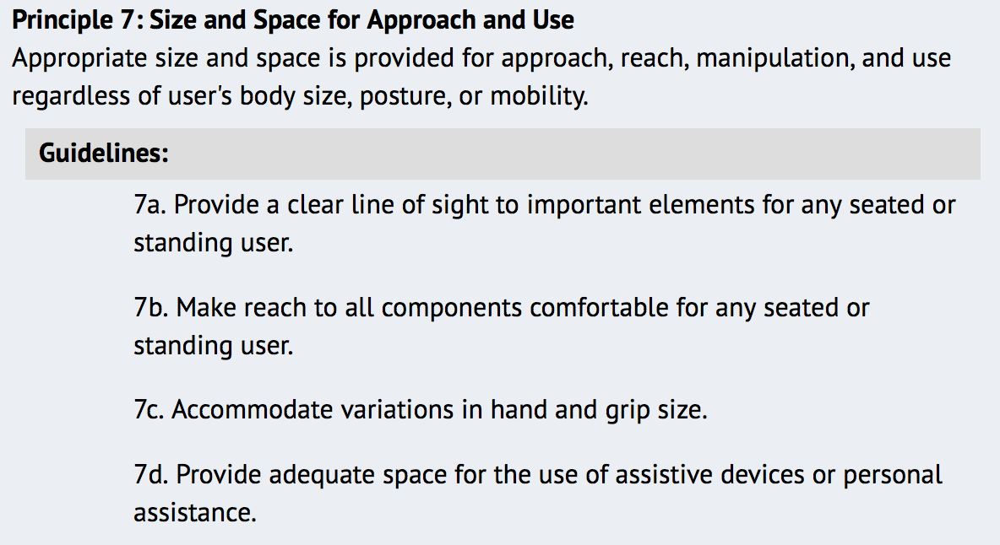 Principle 7: Size and Space for Approach and Use
Appropriate size and space is provided for approach, reach, manipulation, and use
regardless of user's body size, posture, or mobility.
Guidelines:
7a. Provide a clear line of sight to important elements for any seated or
standing user.
7b. Make reach to all components comfortable for any seated or
standing user.
7c. Accommodate variations in hand and grip size.
7d. Provide adequate space for the use of assistive devices or personal
assistance.